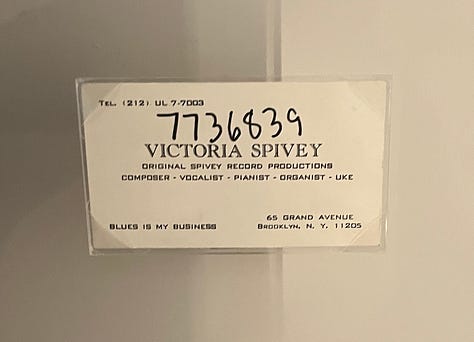 TEL. (212) UL 7-7003
7736839
VICTORIA SPIVEY
ORIGINAL SPIVEY RECORD PRODUCTIONS
COMPOSER - VOCALIST - PIANIST - ORGANIST - UKE
65 GRAND AVENUE
BLUES IS MY BUSINESS BROOKLYN, N. Y. 11205